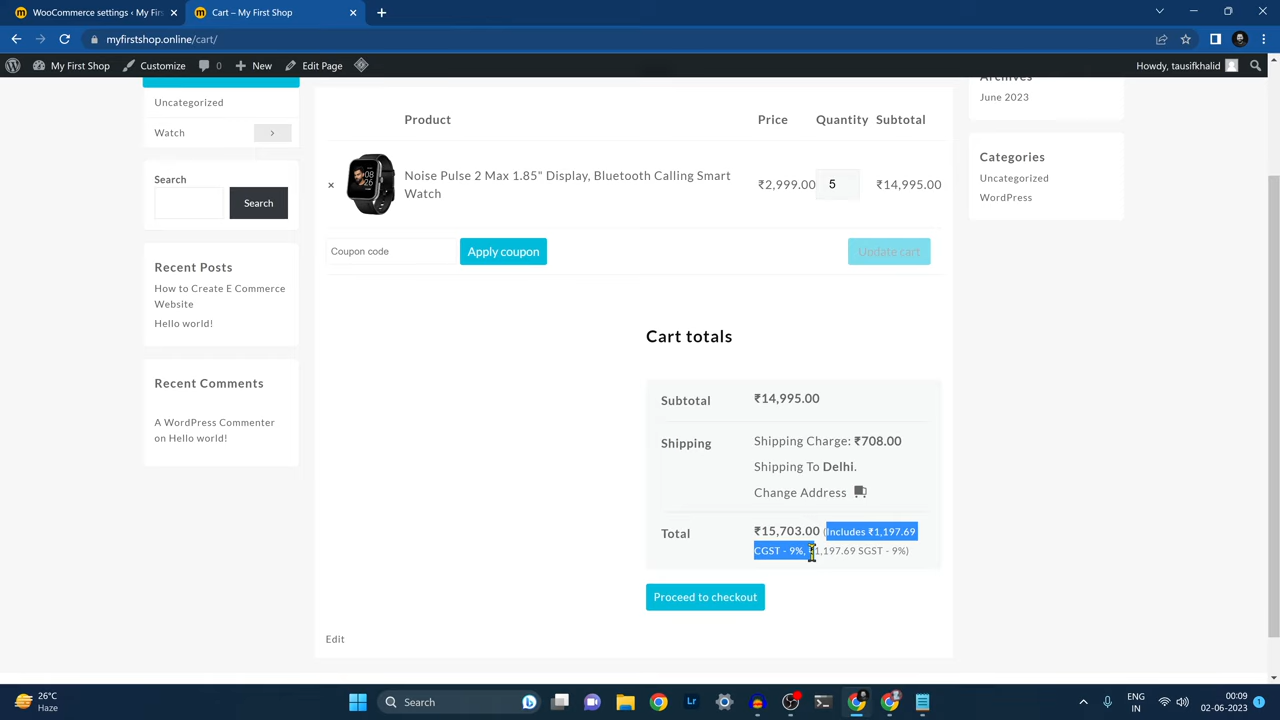 WooCommerce settings ‹ My First
Cart – My First Shop
myfirstshop.online/cart/
My First Shop
Customize
0
New
Edit Page
Howdy, tausifkhalid
Uncategorized
Watch
Search
Search
Recent Posts
How to Create E Commerce
Website
Hello world!
Recent Comments
A WordPress Commenter
on Hello world!
Product
Price
Quantity
Subtotal
×
Noise Pulse 2 Max 1.85" Display, Bluetooth Calling Smart
Watch
₹2,999.00
5
₹14,995.00
Coupon code
Apply coupon
Update cart
Cart totals
Subtotal
₹14,995.00
Shipping
Shipping Charge: ₹708.00
Shipping To Delhi.
Change Address
Total
₹15,703.00 (Includes ₹1,197.69
CGST - 9%, ₹1,197.69 SGST - 9%)
Proceed to checkout
Edit
Archives
June 2023
Categories
Uncategorized
WordPress
26°C
Haze
Search
ENG
IN
00:09
02-06-2023
1